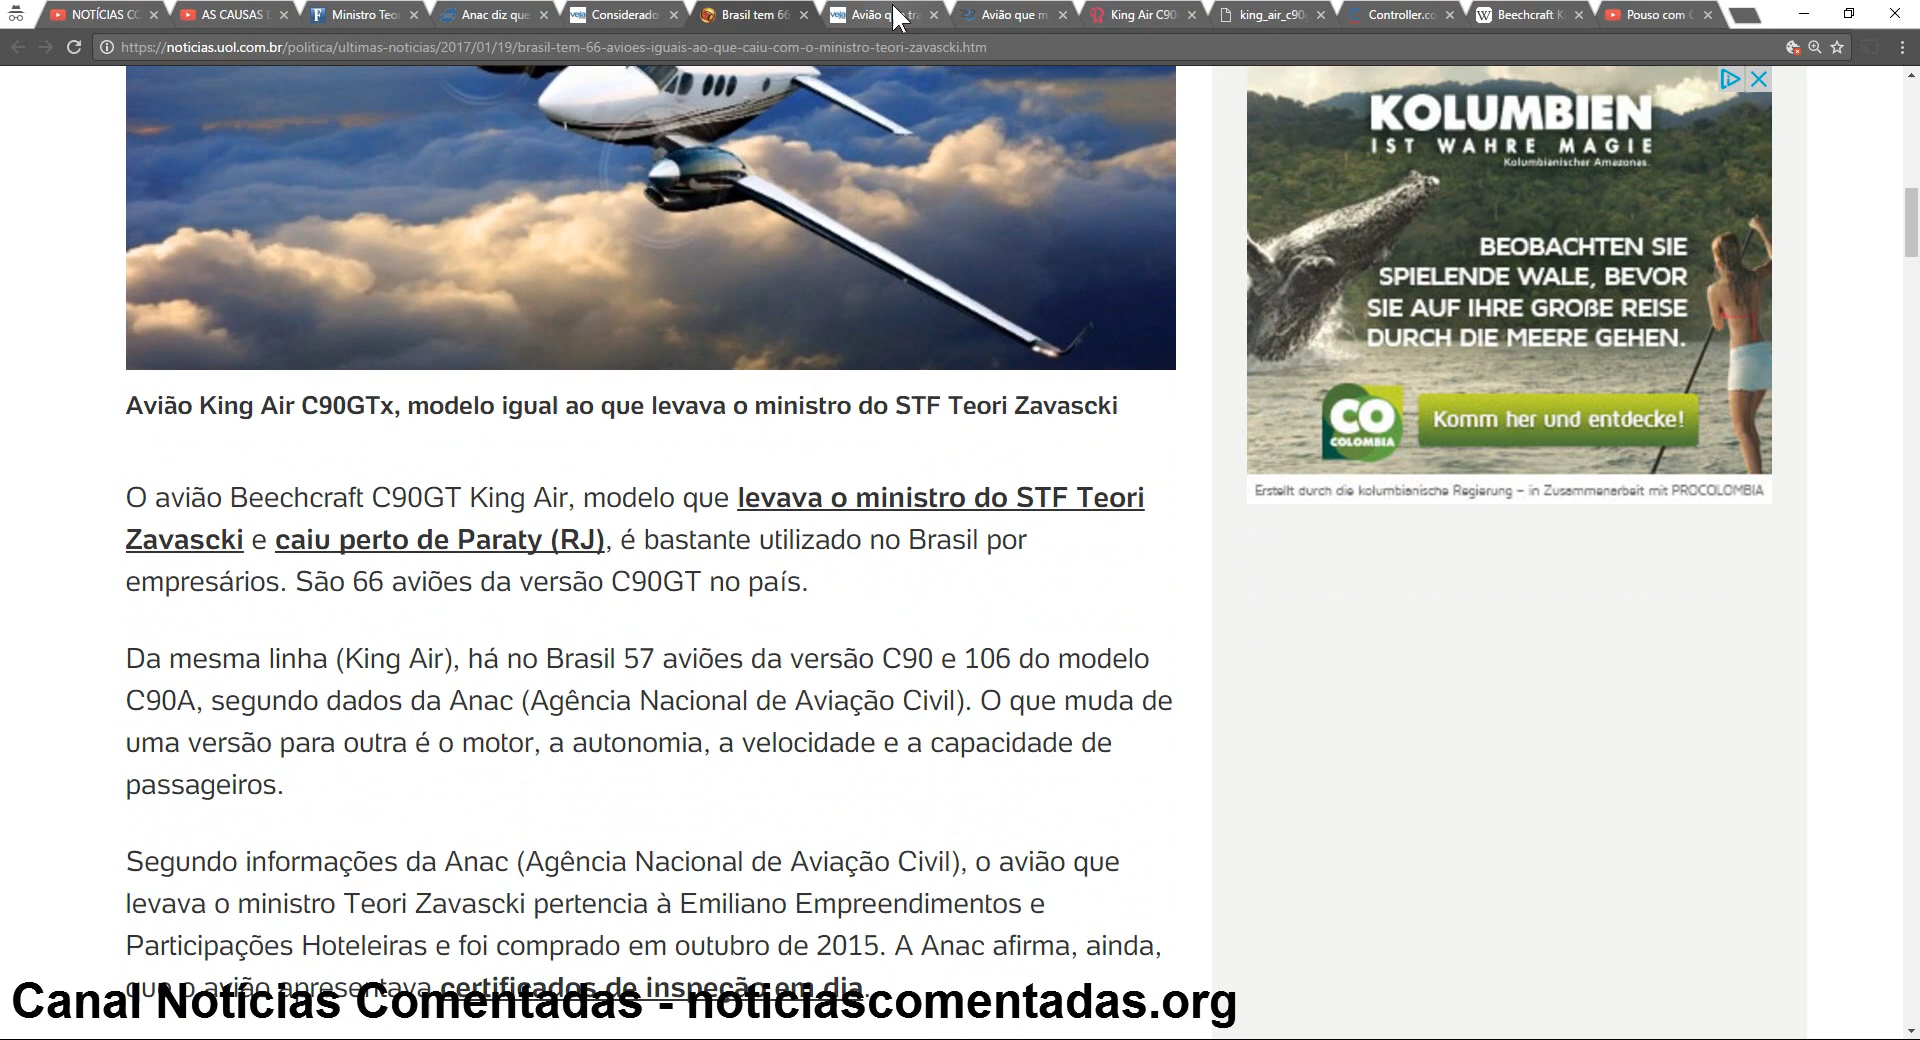 NOTÍCIAS CC
AS CAUSAS
Ministro Teo
Anac diz que
Considerado
Brasil tem 66
Avião
Avião que m
King Air C90
king_air_c90
Controller.co
Beechcraft K
Pouso com
https://noticias.uol.com.br/politica/ultimas-noticias/2017/01/19/brasil-tem-66-avioes-iguais-ao-que-caiu-com-o-ministro-teori-zavascki.htm
Avião King Air C90GTx, modelo igual ao que levava o ministro do STF Teori Zavascki
O avião Beechcraft C90GT King Air, modelo que levava o ministro do STF Teori
Zavascki e caiu perto de Paraty (RJ), é bastante utilizado no Brasil por
empresários. São 66 aviões da versão C90GT no país.
Da mesma linha (King Air), há no Brasil 57 aviões da versão C90 e 106 do modelo
C90A, segundo dados da Anac (Agência Nacional de Aviação Civil). O que muda de
uma versão para outra é o motor, a autonomia, a velocidade e a capacidade de
passageiros.
Segundo informações da Anac (Agência Nacional de Aviação Civil), o avião que
levava o ministro Teori Zavascki pertencia à Emiliano Empreendimentos e
Participações Hoteleiras e foi comprado em outubro de 2015. A Anac afirma, ainda,
que o avião apresentava certificados de inspeção em dia.
Canal Notícias Comentadas - noticiascomentadas.org
KOLUMBIEN
IST WAHRE MAGIE
Kolumbianischer Amazonas.
BEOBACHTEN SIE
SPIELENDE WALE, BEVOR
SIE AUF IHRE GROßE REISE
DURCH DIE MEERE GEHEN.
CO
COLOMBIA
Komm her und entdecke!
Erstellt durch die kolumbianische Regierung – in Zusammenarbeit mit PROCOLOMBIA